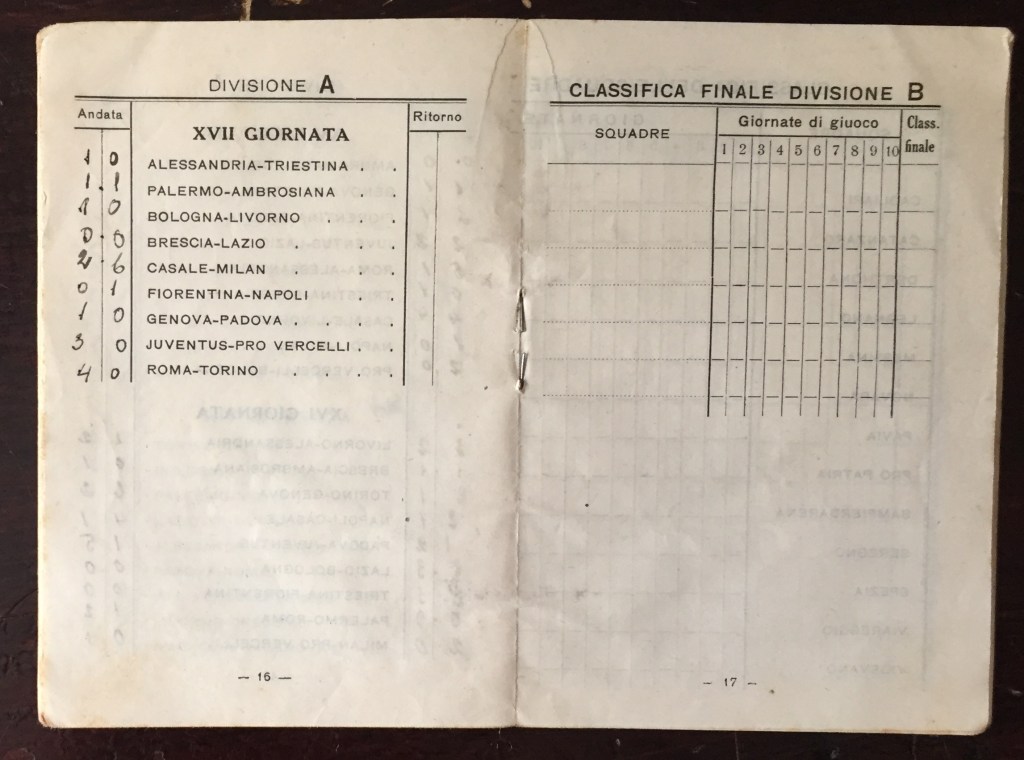 DIVISIONE A
Andata
Ritorno
XVII GIORNATA
1 0 ALESSANDRIA-TRIESTINA . .
1 1 PALERMO-AMBROSIANA . .
1 0 BOLOGNA-LIVORNO . . .
0 0 BRESCIA-LAZIO . . . .
2 6 CASALE-MILAN . . . .
0 1 FIORENTINA-NAPOLI . .
1 0 GENOVA-PADOVA . . . .
3 0 JUVENTUS-PRO VERCELLI . .
4 0 ROMA-TORINO . . . .
— 16 —
CLASSIFICA FINALE DIVISIONE B
SQUADRE
Giornate di giuoco
Class. finale
1 2 3 4 5 6 7 8 9 10
— 17 —